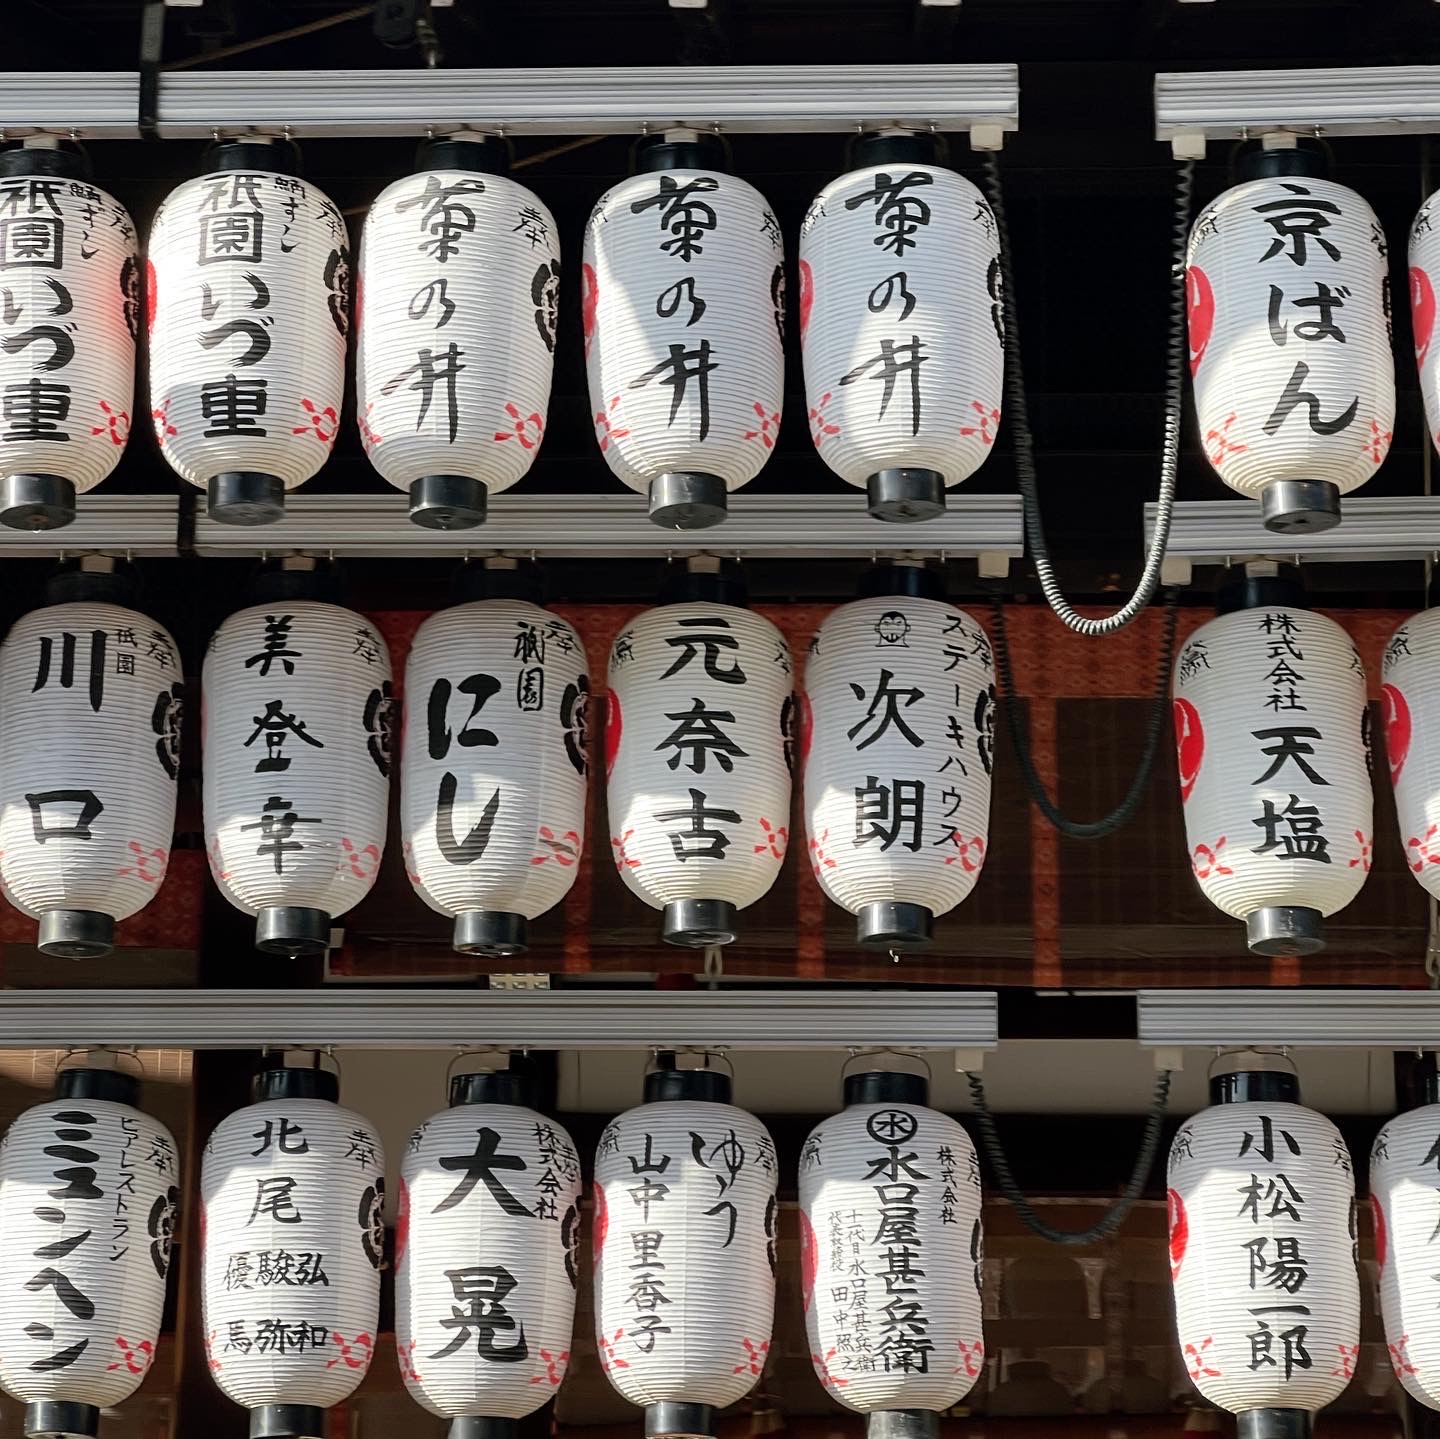 鯖ずし
祇園いづ重
奉
鯖ずし
祇園いづ重
奉
菊の井
奉
菊の井
奉
菊の井
奉
京ばん
祇園
川口
奉
美登華
奉
祇園
にし
奉
元奈古
奉
ステーキハウス
次朗
奉
株式会社
天塩
ビアレストラン
ミュンヘン
奉
北尾
弘和
駿弥
優馬
奉
株式会社
大晃
ゆう
山中里香子
奉
水
株式会社
水口屋甚兵衛
十一代目水口屋甚兵衛
代表取締役 田中照之
小松陽一郎